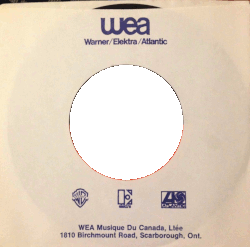 wea
Warner/Elektra/Atlantic
WEA Musique Du Canada, Ltée
1810 Birchmount Road, Scarborough, Ont.